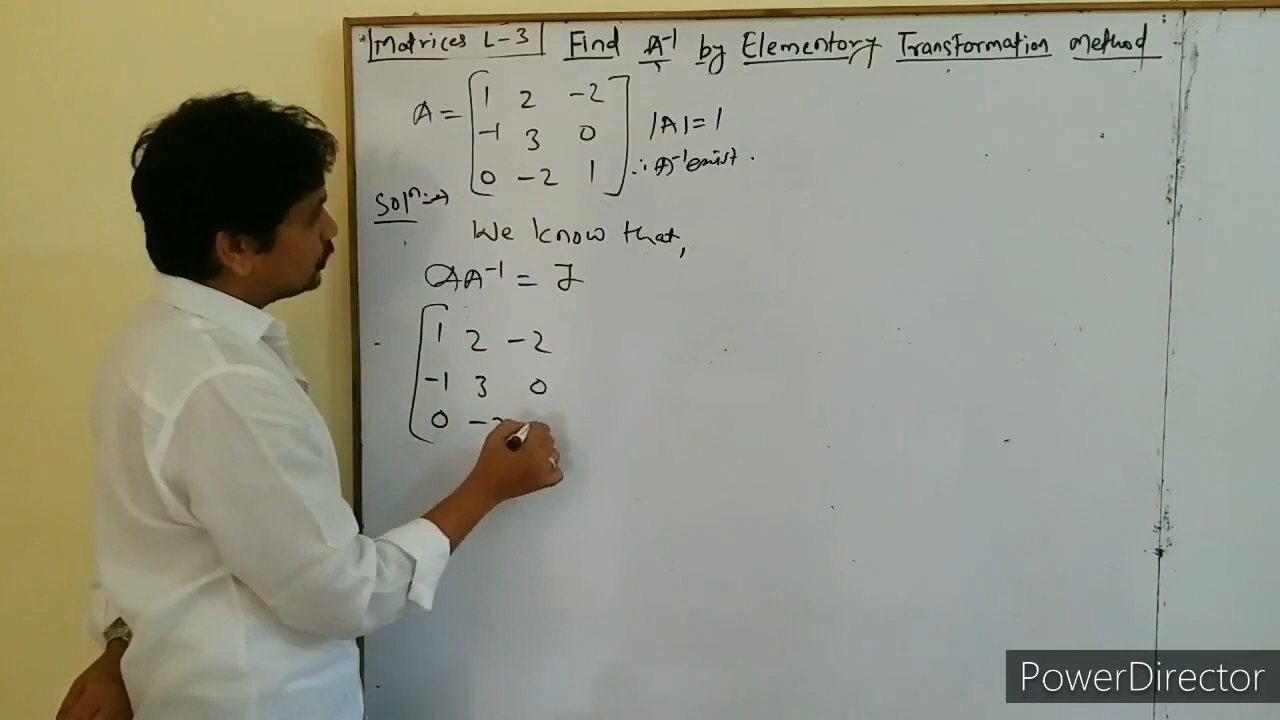 Matrices L-3 Find A⁻¹ by Elementory Transformation method
A = [ 1 2 -2
-1 3 0
0 -2 1 ]
|A| = 1
∴ A⁻¹ exist.
Solⁿ :→
We know that,
AA⁻¹ = I
[ 1 2 -2
-1 3 0
0 -2
PowerDirector